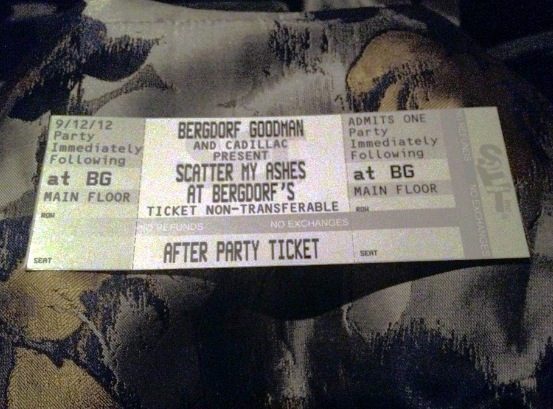 9/12/12
Party
Immediately
Following
at BG
MAIN FLOOR
ROW
SEAT
BERGDORF GOODMAN
AND CADILLAC
PRESENT
SCATTER MY ASHES
AT BERGDORF'S
TICKET NON-TRANSFERABLE
NO REFUNDS NO EXCHANGES
AFTER PARTY TICKET
ADMITS ONE
Party
Immediately
Following
at BG
MAIN FLOOR
ROW
SEAT